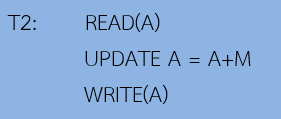 T2: READ(A)
UPDATE A = A+M
WRITE(A)